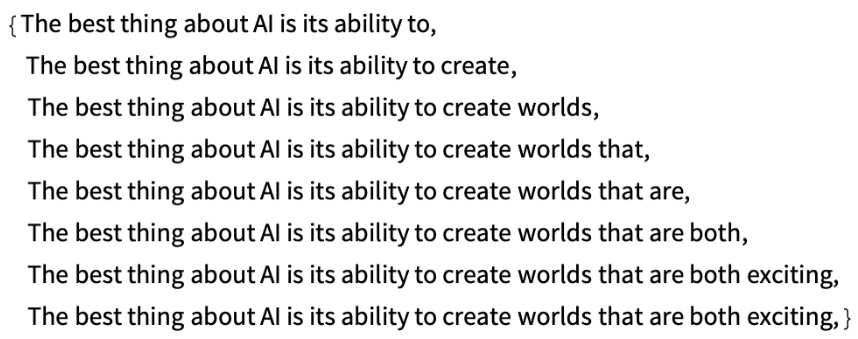 {The best thing about AI is its ability to,
The best thing about AI is its ability to create,
The best thing about AI is its ability to create worlds,
The best thing about AI is its ability to create worlds that,
The best thing about AI is its ability to create worlds that are,
The best thing about AI is its ability to create worlds that are both,
The best thing about AI is its ability to create worlds that are both exciting,
The best thing about AI is its ability to create worlds that are both exciting,}